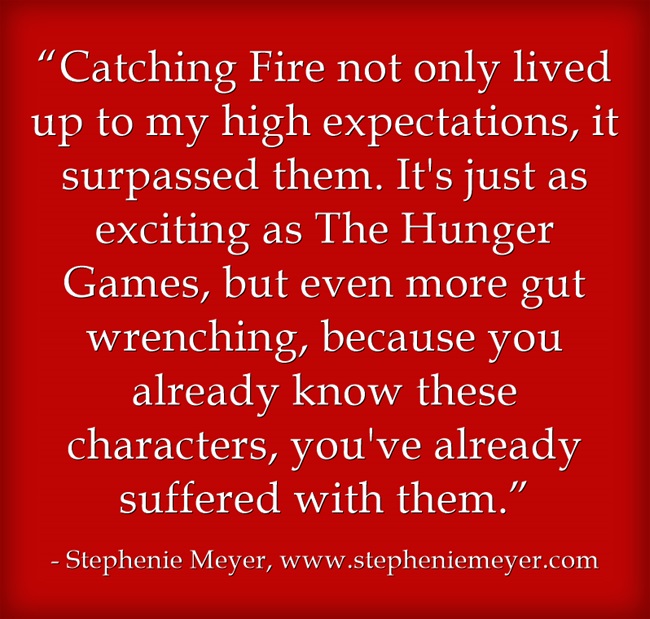 “Catching Fire not only lived
up to my high expectations, it
surpassed them. It's just as
exciting as The Hunger
Games, but even more gut
wrenching, because you
already know these
characters, you've already
suffered with them.”
- Stephenie Meyer, www.stepheniemeyer.com